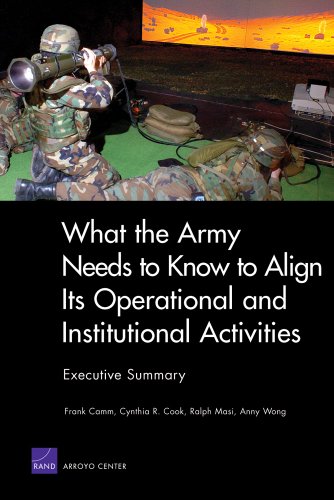 What the Army
Needs to Know to Align
Its Operational and
Institutional Activities
Executive Summary
Frank Camm, Cynthia R. Cook, Ralph Masi, Anny Wong
RAND
ARROYO CENTER